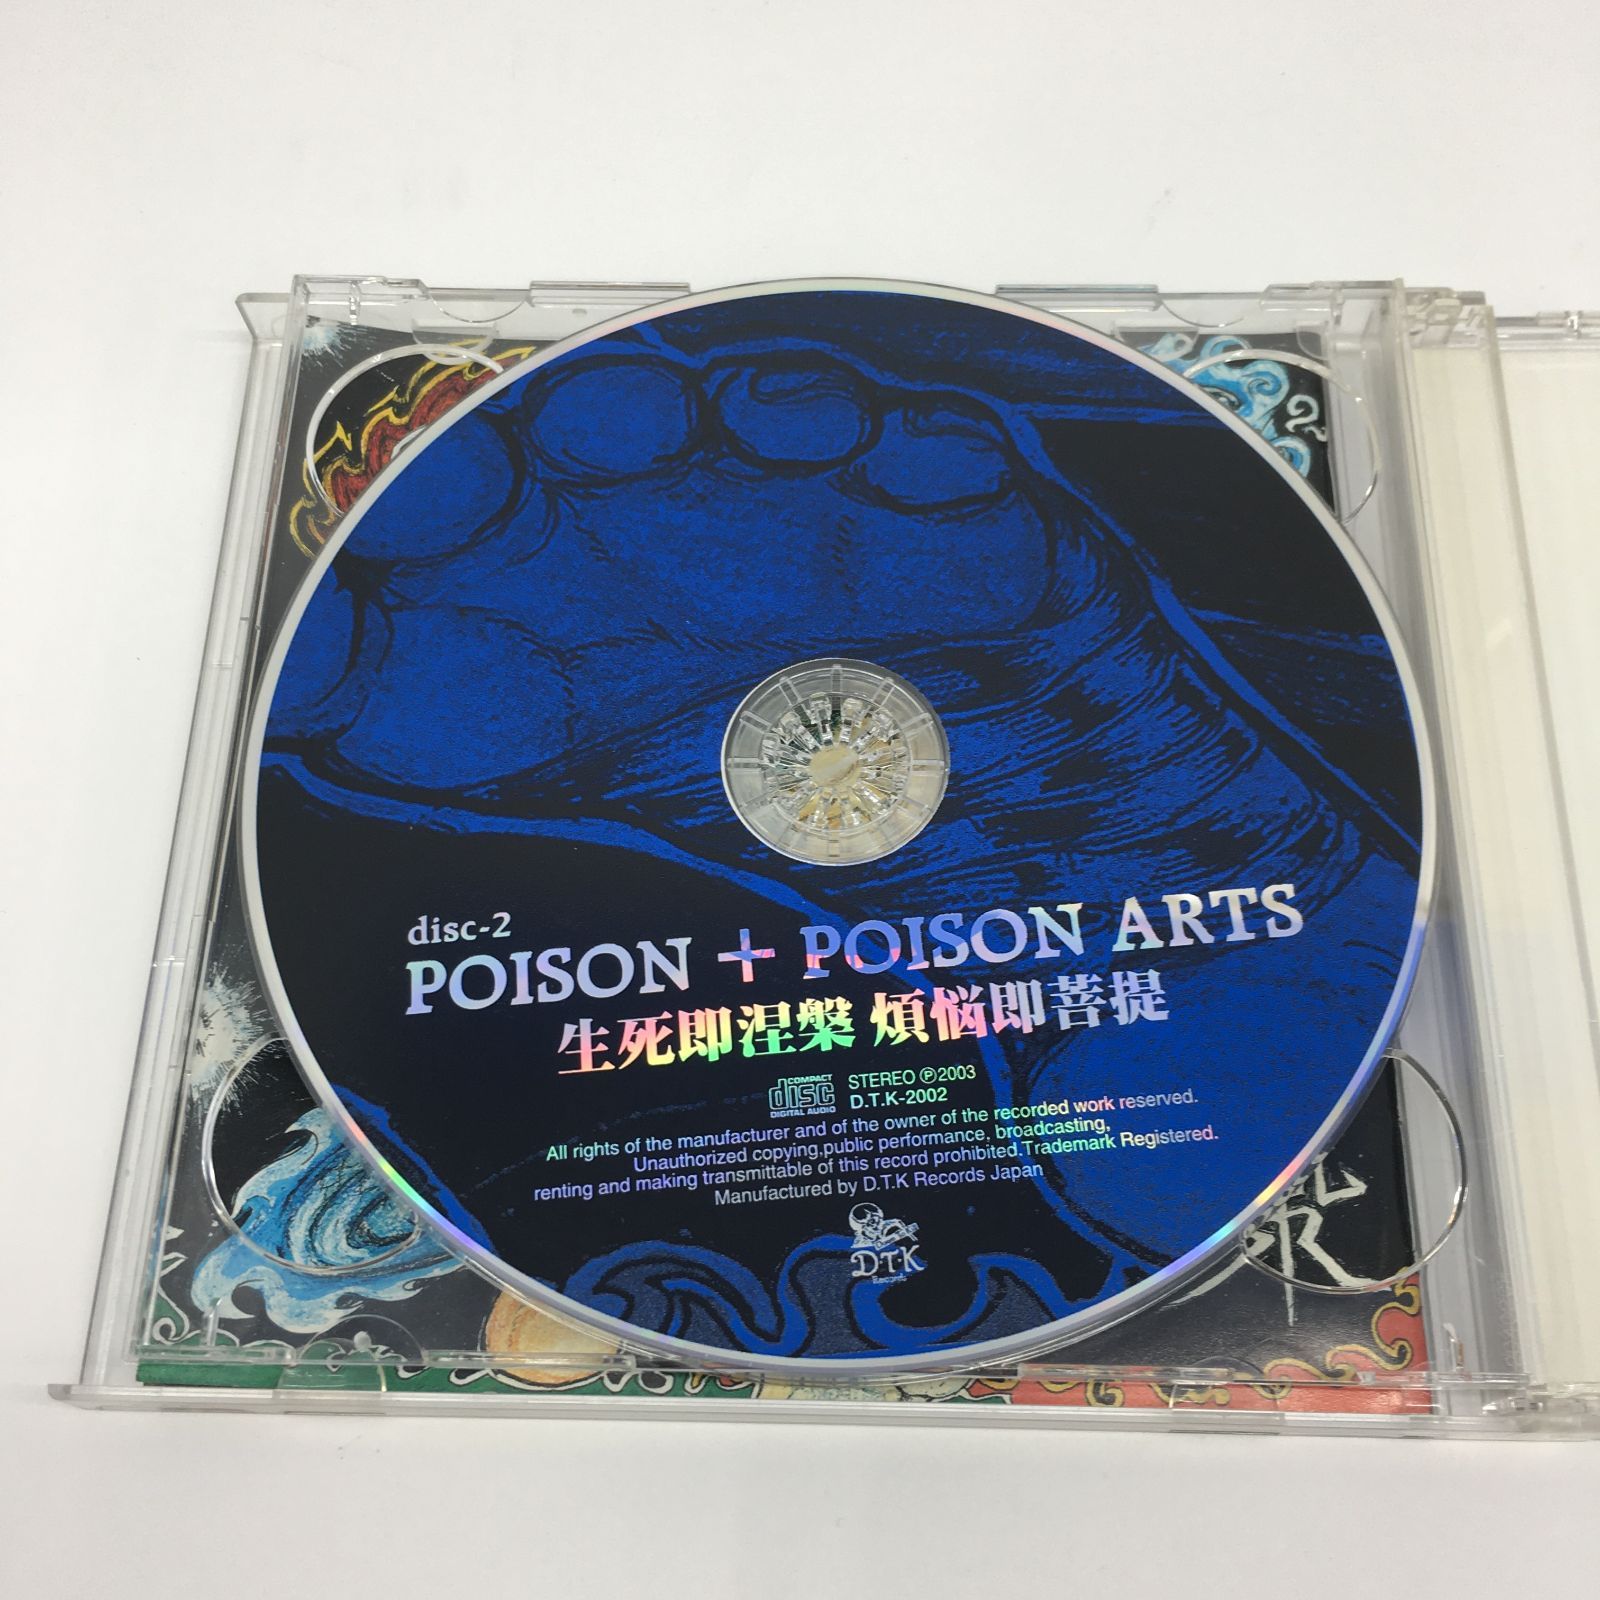 disc-2
POISON + POISON ARTS
生死即涅槃 煩悩即菩提
COMPACT
disc
DIGITAL AUDIO
STEREO ℗2003
D.T.K-2002
All rights of the manufacturer and of the owner of the recorded work reserved.
Unauthorized copying,public performance, broadcasting,
renting and making transmittable of this record prohibited.Trademark Registered.
Manufactured by D.T.K Records Japan
D.T.K
Records